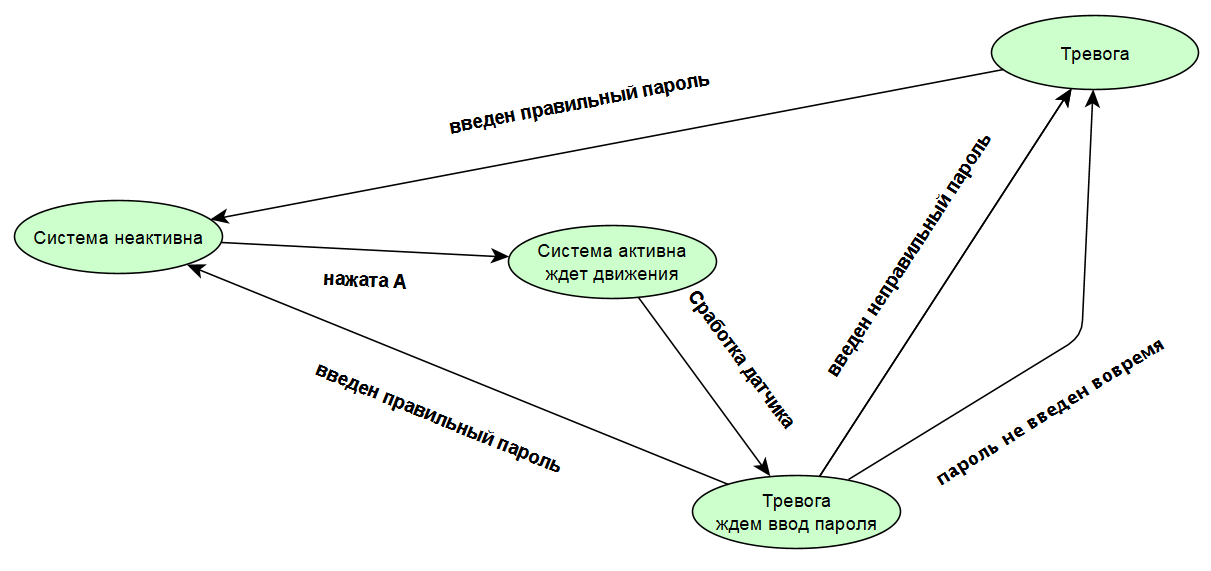 Тревога
введен правильный пароль
введен неправильный пароль
Система неактивна
нажата А
Система активна
ждет движения
Сработка датчика
пароль не введен вовремя
введен правильный пароль
Тревога
ждем ввод пароля